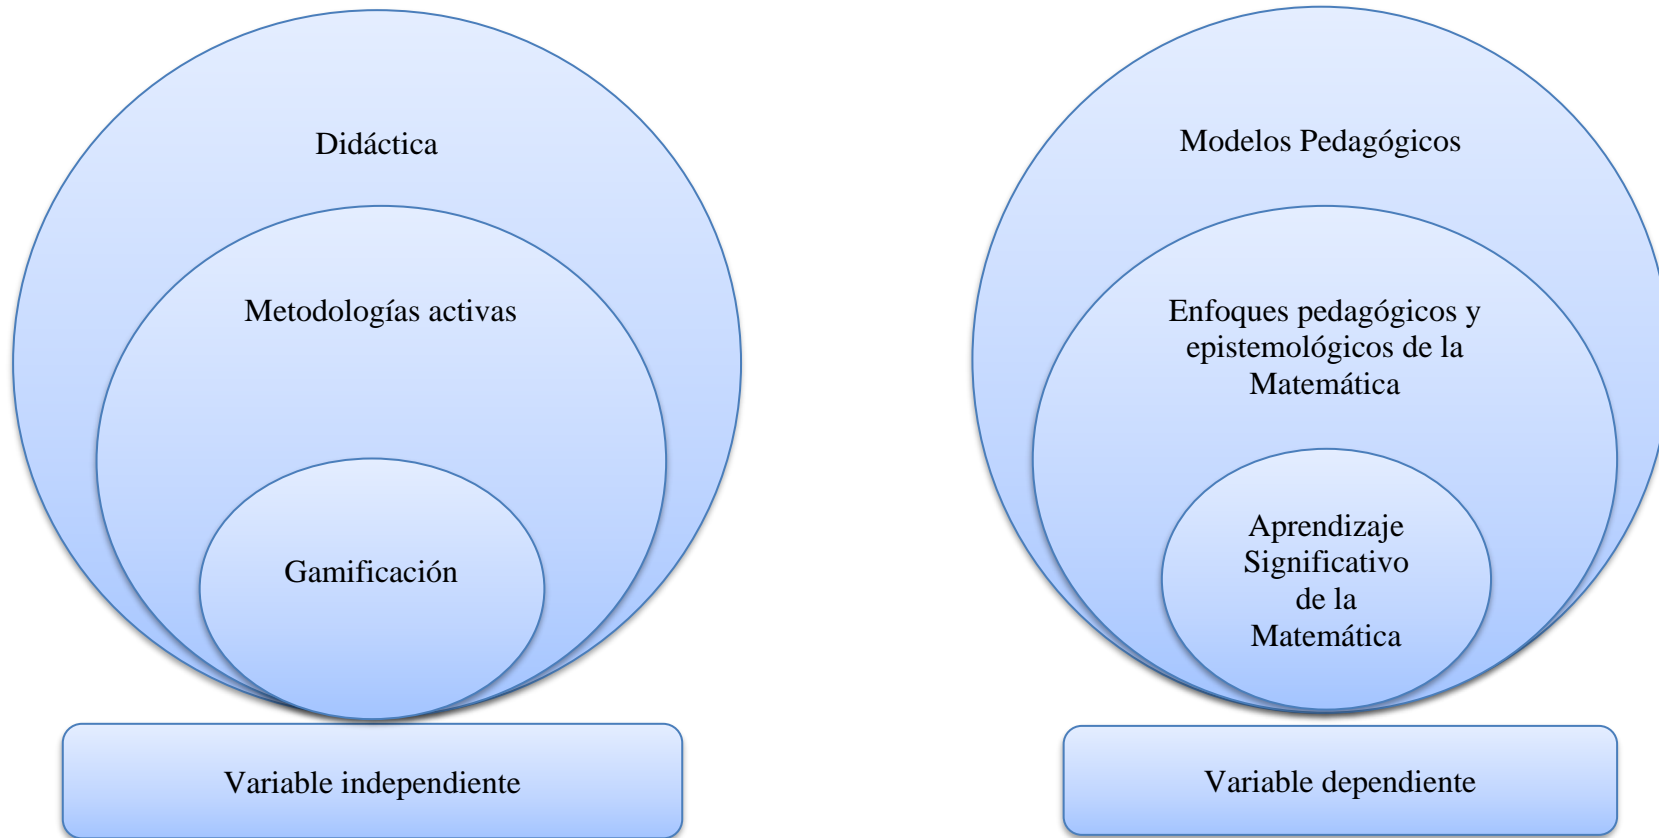 Didáctica
Metodologías activas
Gamificación
Variable independiente
Modelos Pedagógicos
Enfoques pedagógicos y
epistemológicos de la
Matemática
Aprendizaje
Significativo
de la
Matemática
Variable dependiente